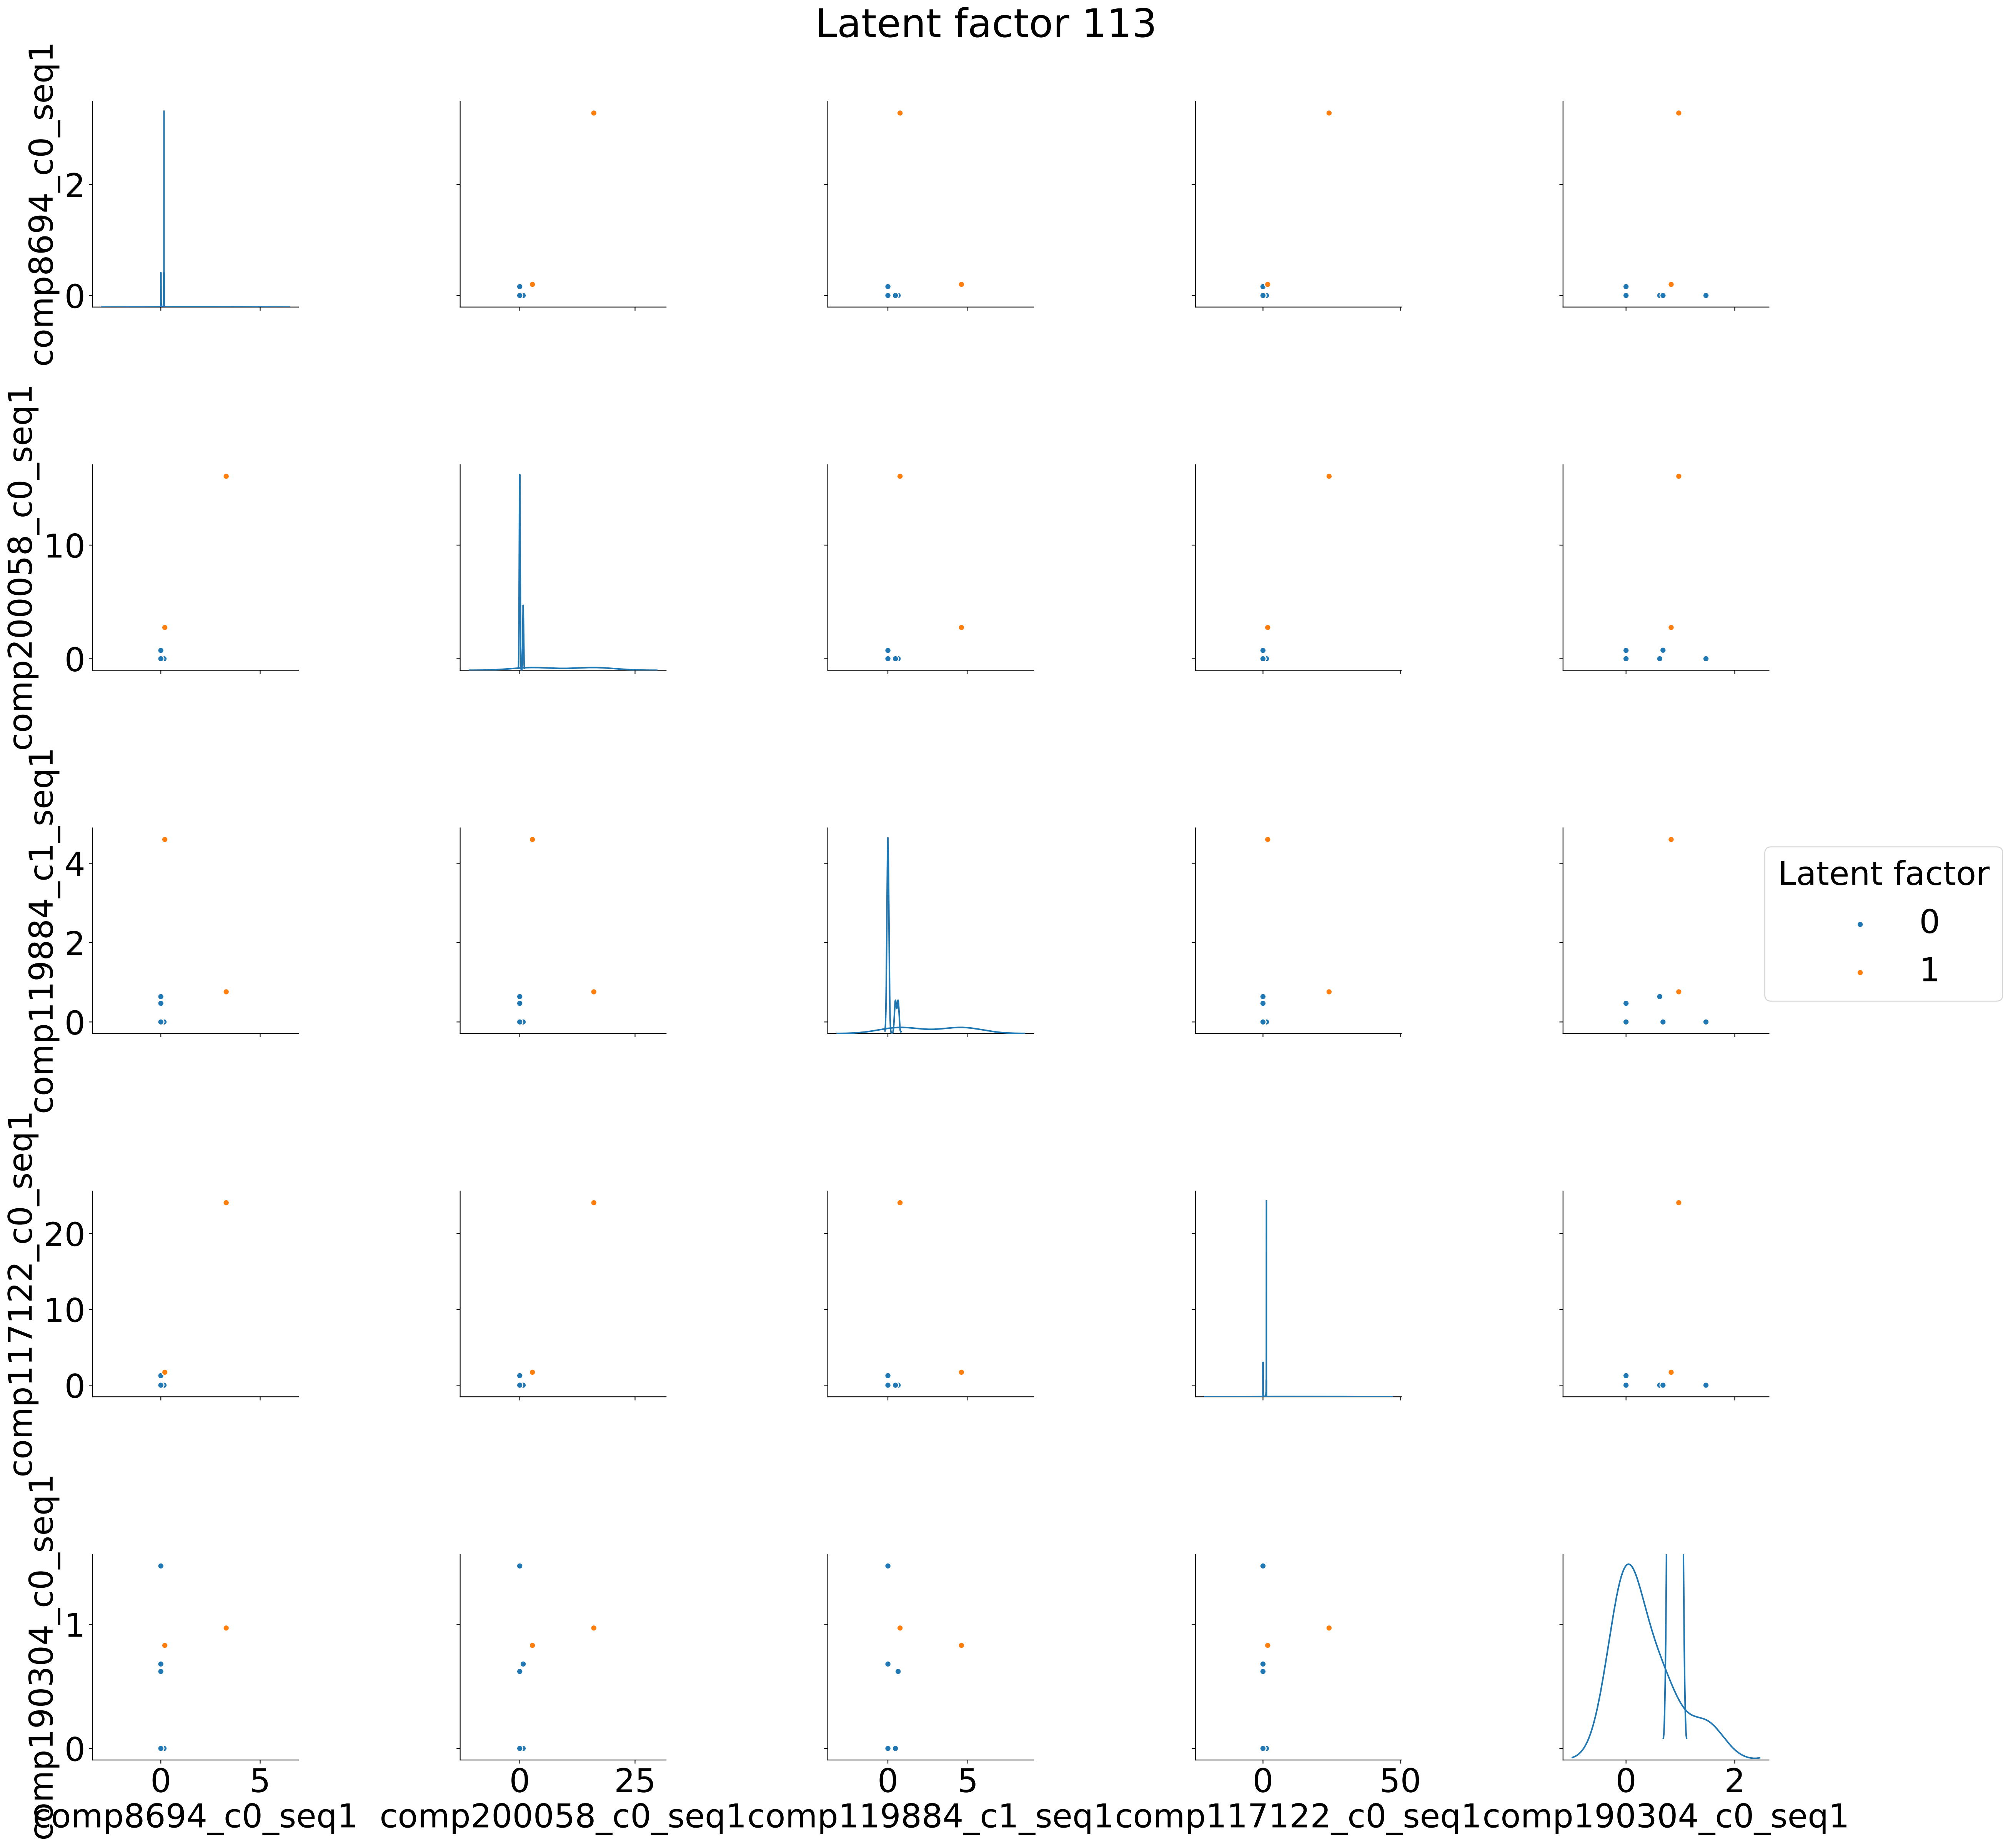 Latent factor 113
comp8694_c0_seq1
2
0
comp200058_c0_seq1
10
0
comp119884_c1_seq1
4
2
0
Latent factor
0
1
comp117122_c0_seq1
20
10
0
comp190304_c0_seq1
1
0
0 5 0 25 0 5 0 50 0 2
comp8694_c0_seq1 comp200058_c0_seq1 comp119884_c1_seq1 comp117122_c0_seq1 comp190304_c0_seq1